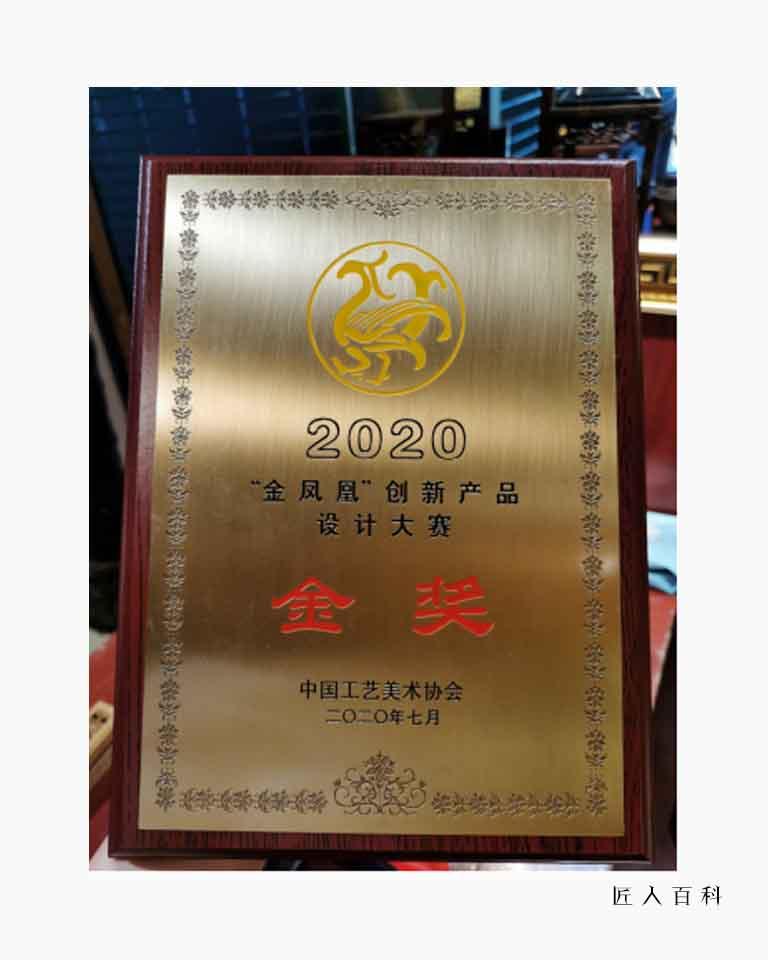 2020
“金凤凰”创新产品
设计大赛
金奖
中国工艺美术协会
二〇二〇年七月
匠人百科